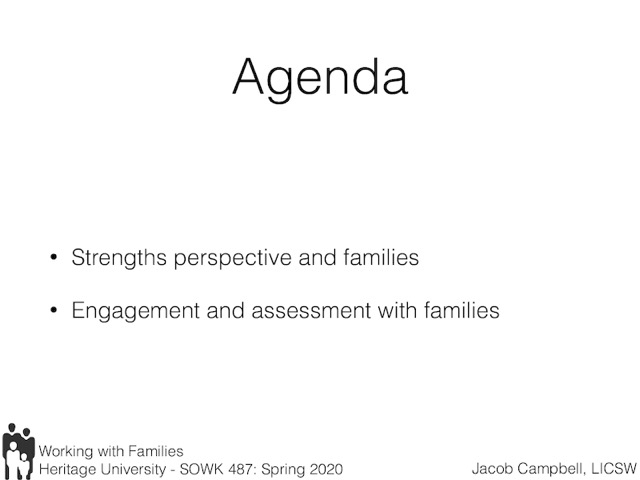 Agenda
• Strengths perspective and families
• Engagement and assessment with families
Working with Families
Heritage University - SOWK 487: Spring 2020
Jacob Campbell, LICSW